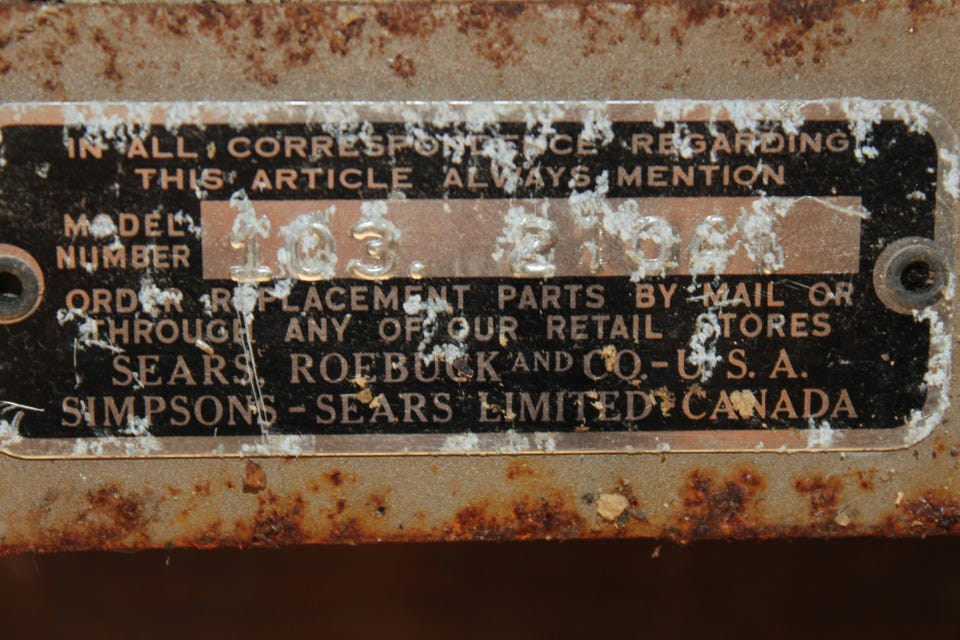 IN ALL CORRESPONDENCE REGARDING
THIS ARTICLE ALWAYS MENTION
MODEL
NUMBER 103.
ORDER REPLACEMENT PARTS BY MAIL OR
THROUGH ANY OF OUR RETAIL STORES
SEARS ROEBUCK AND CO.-U.S.A.
SIMPSONS-SEARS LIMITED-CANADA